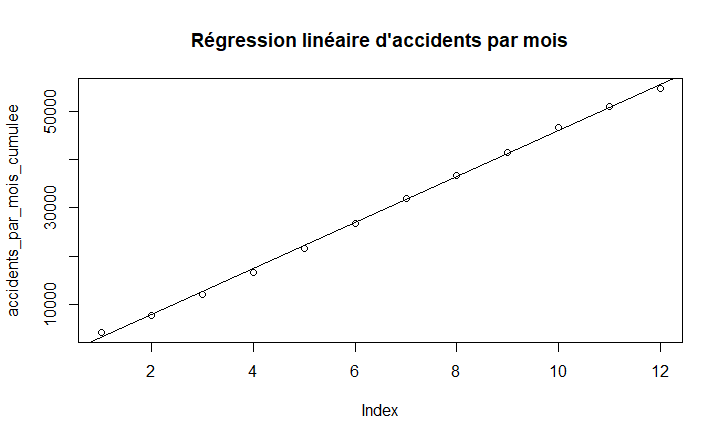 Régression linéaire d'accidents par mois
accidents_par_mois_cumulee
50000
30000
10000
2 4 6 8 10 12
Index